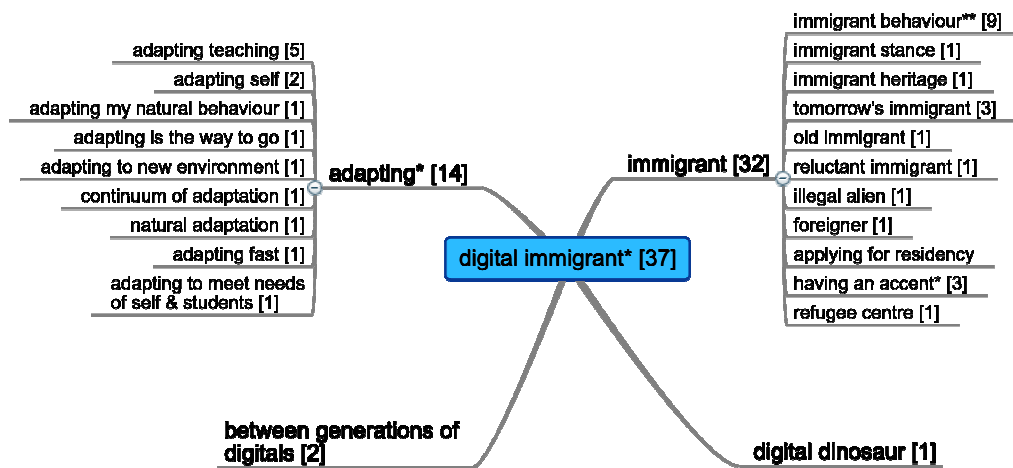 adapting teaching [5]
adapting self [2]
adapting my natural behaviour [1]
adapting is the way to go [1]
adapting to new environment [1]
continuum of adaptation [1]
natural adaptation [1]
adapting fast [1]
adapting to meet needs
of self & students [1]
adapting* [14]
immigrant [32]
immigrant behaviour** [9]
immigrant stance [1]
immigrant heritage [1]
tomorrow's immigrant [3]
old immigrant [1]
reluctant immigrant [1]
illegal alien [1]
foreigner [1]
applying for residency
having an accent* [3]
refugee centre [1]
digital immigrant* [37]
between generations of
digitals [2]
digital dinosaur [1]